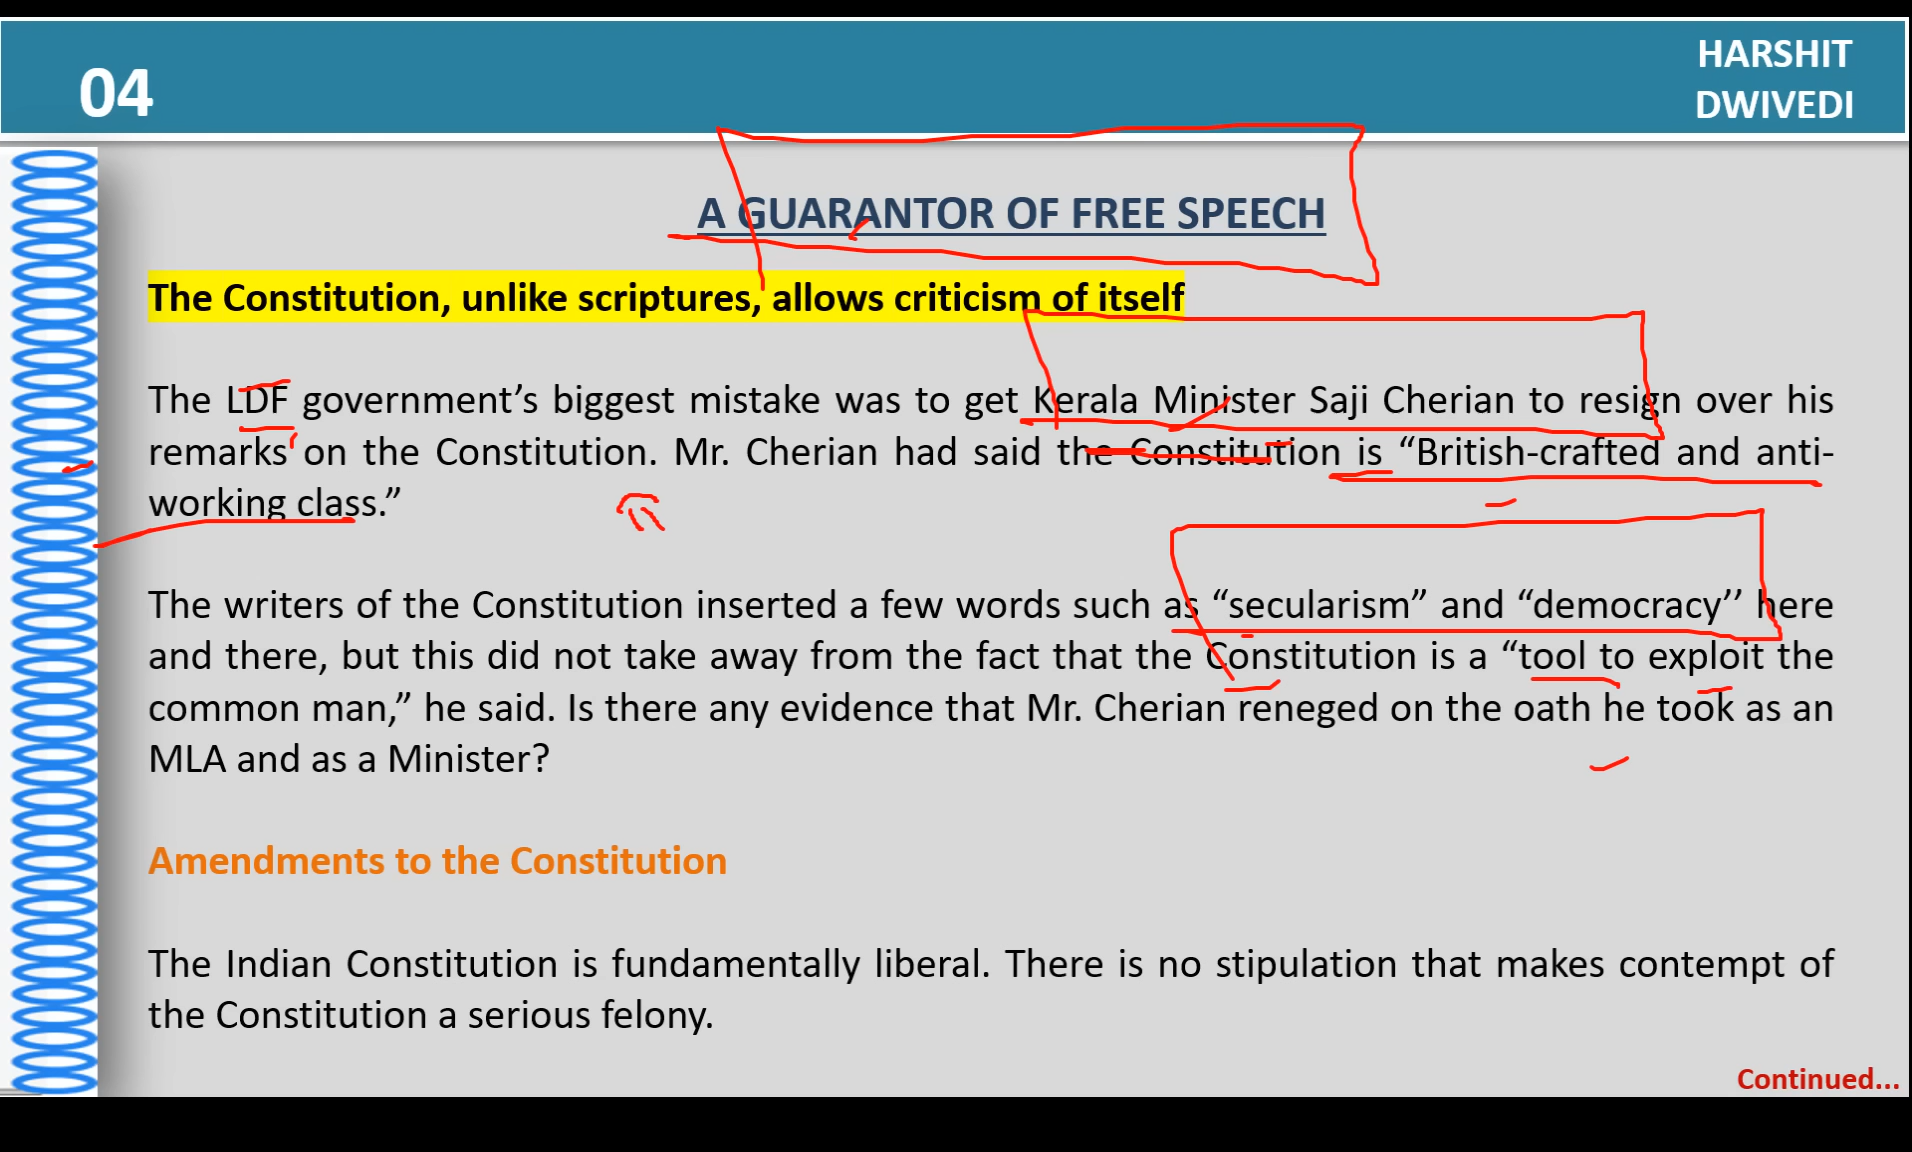 04
HARSHIT
DWIVEDI
A GUARANTOR OF FREE SPEECH
The Constitution, unlike scriptures, allows criticism of itself
The LDF government’s biggest mistake was to get Kerala Minister Saji Cherian to resign over his
remarks on the Constitution. Mr. Cherian had said the Constitution is “British-crafted and anti-
working class.”
The writers of the Constitution inserted a few words such as “secularism” and “democracy’’ here
and there, but this did not take away from the fact that the Constitution is a “tool to exploit the
common man,” he said. Is there any evidence that Mr. Cherian reneged on the oath he took as an
MLA and as a Minister?
Amendments to the Constitution
The Indian Constitution is fundamentally liberal. There is no stipulation that makes contempt of
the Constitution a serious felony.
Continued...